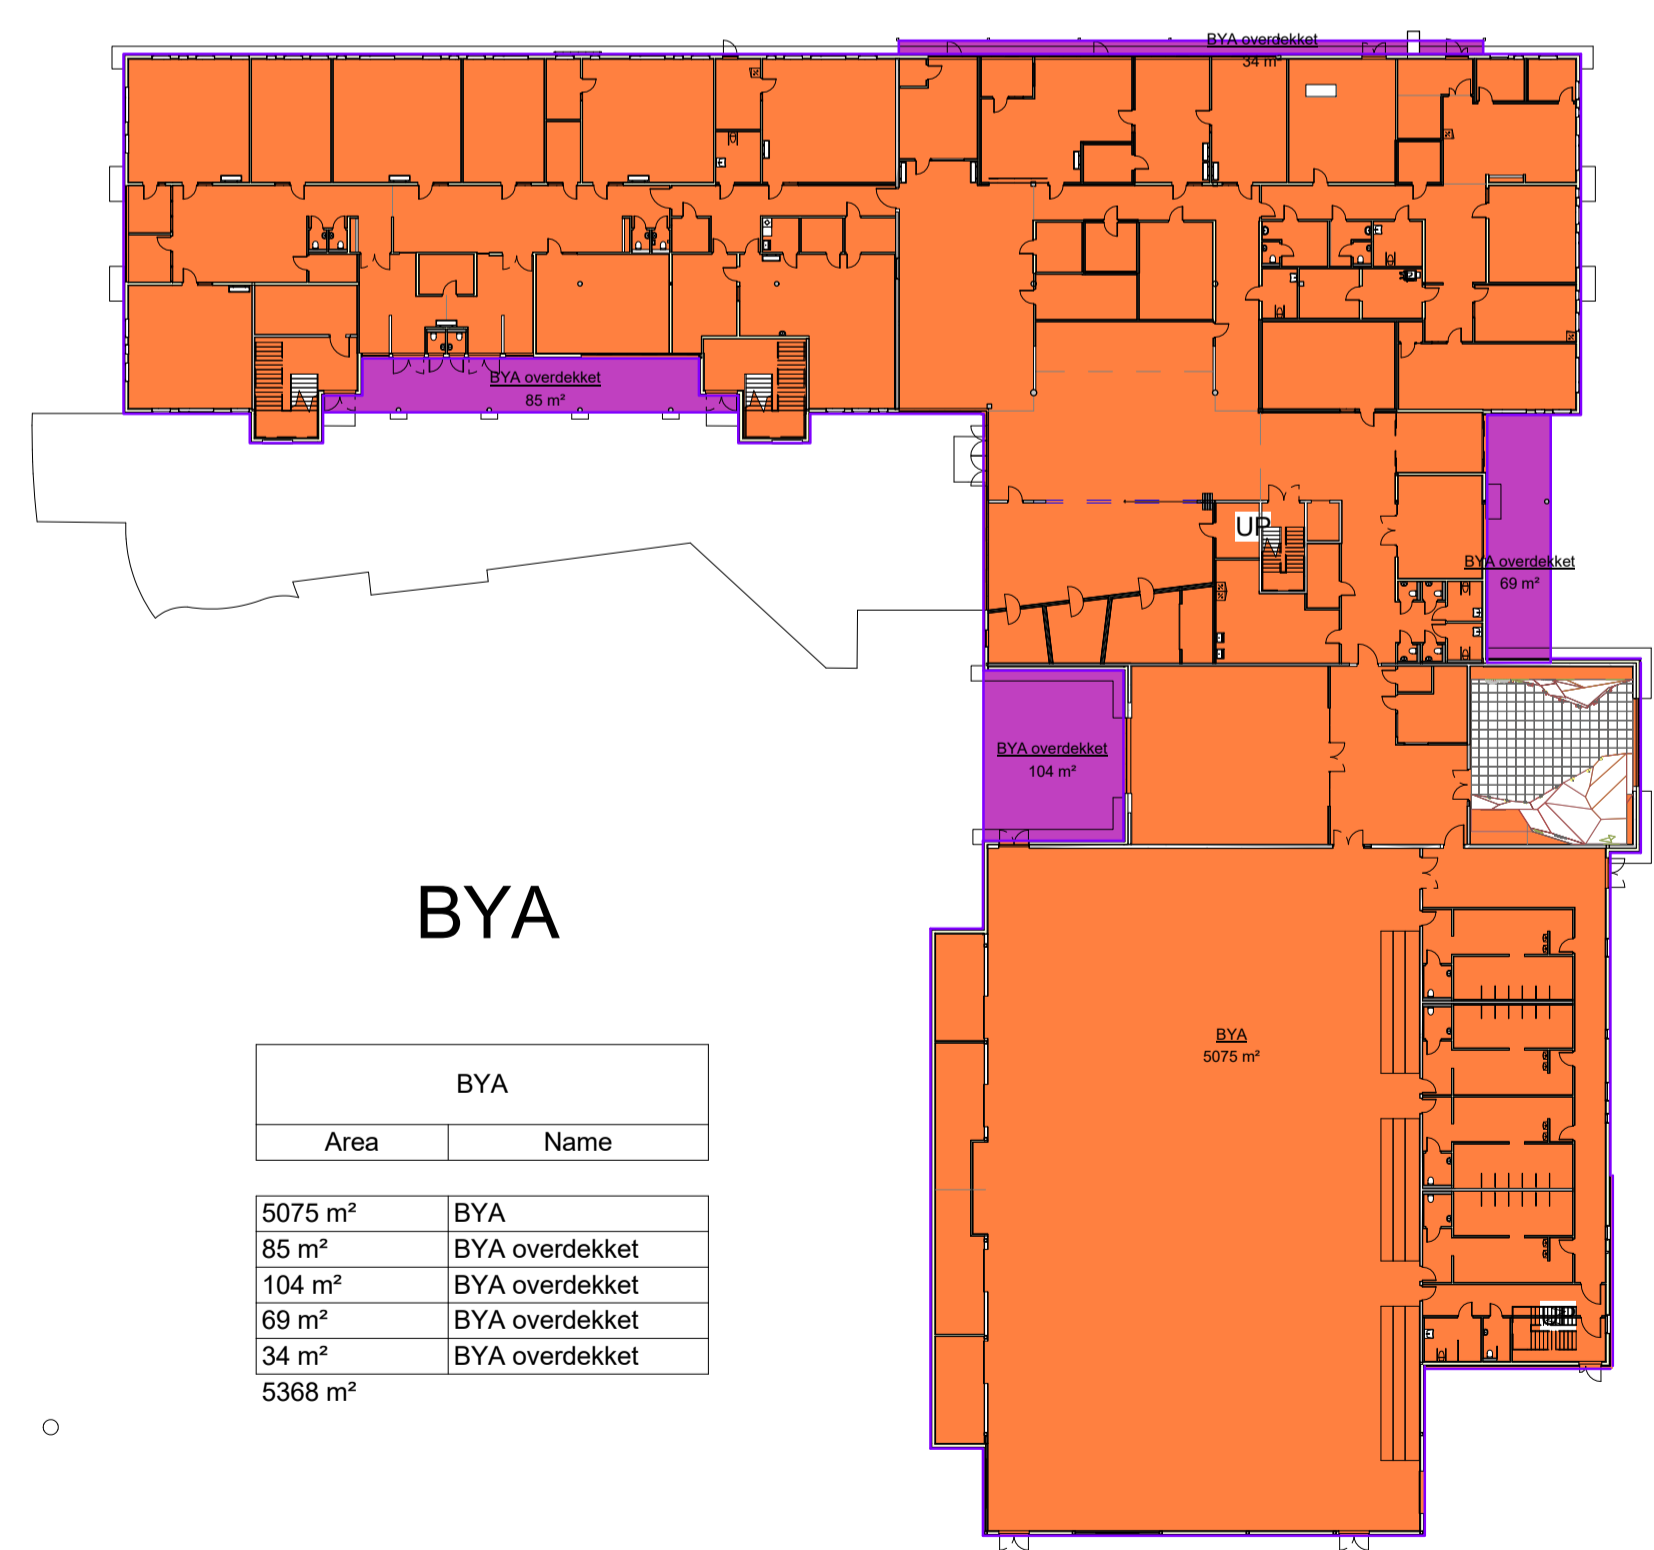 BYA overdekket
34 m²
BYA overdekket
85 m²
UP
BYA overdekket
69 m²
BYA overdekket
104 m²
BYA
BYA
5075 m²
BYA
Area Name
5075 m² BYA
85 m² BYA overdekket
104 m² BYA overdekket
69 m² BYA overdekket
34 m² BYA overdekket
5368 m²